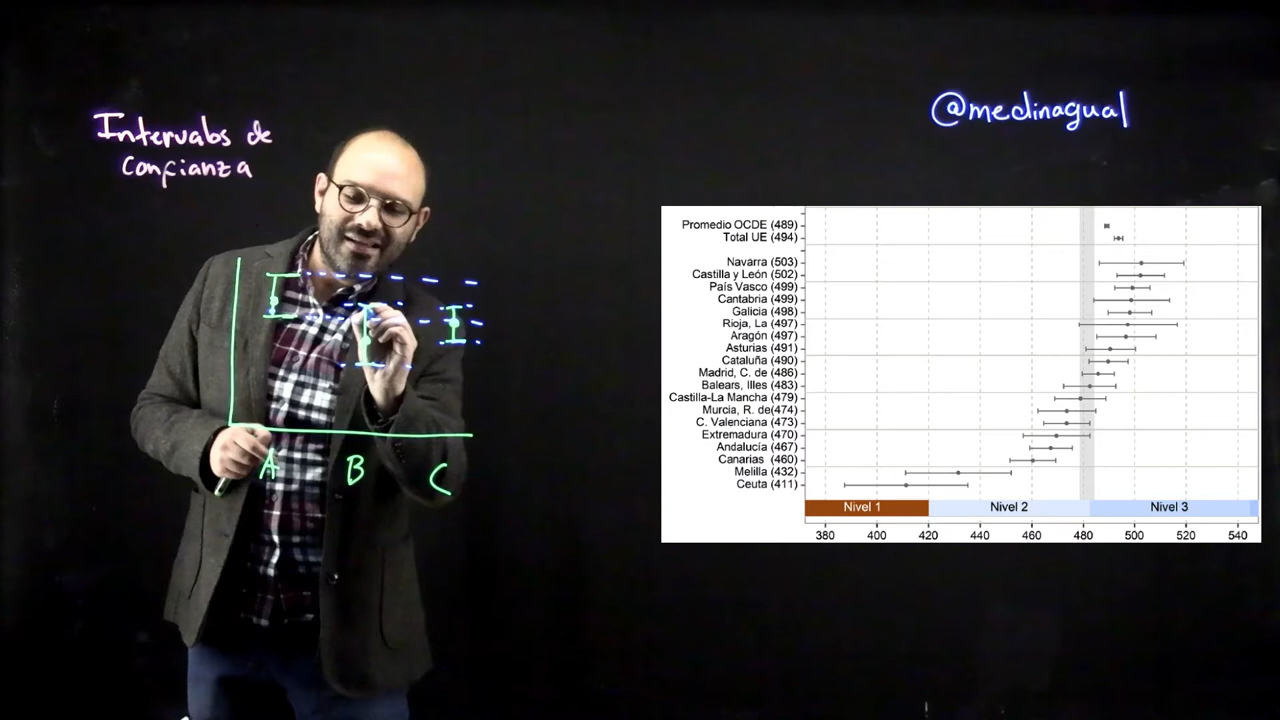 Intervalos de
confianza
@medinagual
A
B
C
Promedio OCDE (489)
Total UE (494)
Navarra (503)
Castilla y León (502)
País Vasco (499)
Cantabria (499)
Galicia (498)
Rioja, La (497)
Aragón (497)
Asturias (491)
Cataluña (490)
Madrid, C. de (486)
Balears, Illes (483)
Castilla-La Mancha (479)
Murcia, R. de(474)
C. Valenciana (473)
Extremadura (470)
Andalucía (467)
Canarias (460)
Melilla (432)
Ceuta (411)
Nivel 1 Nivel 2 Nivel 3
380 400 420 440 460 480 500 520 540